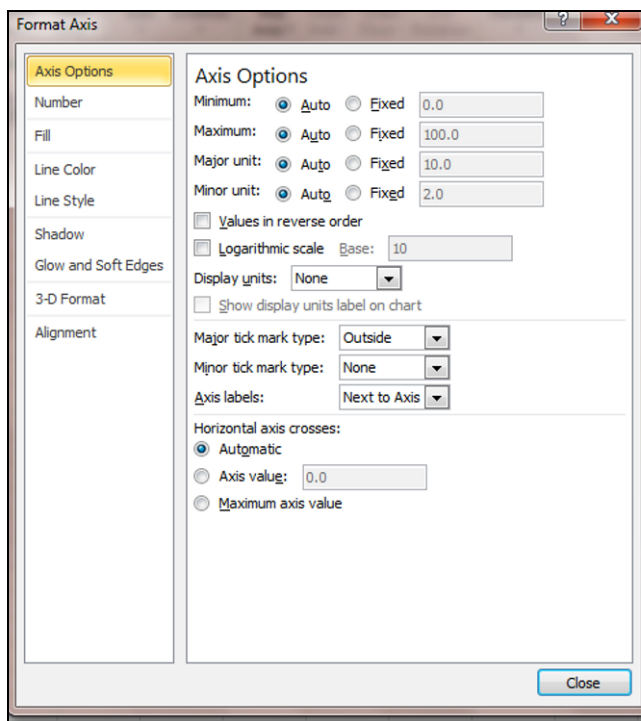 Format Axis
?
X
Axis Options
Number
Fill
Line Color
Line Style
Shadow
Glow and Soft Edges
3-D Format
Alignment
Axis Options
Minimum: Auto Fixed 0.0
Maximum: Auto Fixed 100.0
Major unit: Auto Fixed 10.0
Minor unit: Auto Fixed 2.0
Values in reverse order
Logarithmic scale Base: 10
Display units: None
Show display units label on chart
Major tick mark type: Outside
Minor tick mark type: None
Axis labels: Next to Axis
Horizontal axis crosses:
Automatic
Axis value: 0.0
Maximum axis value
Close